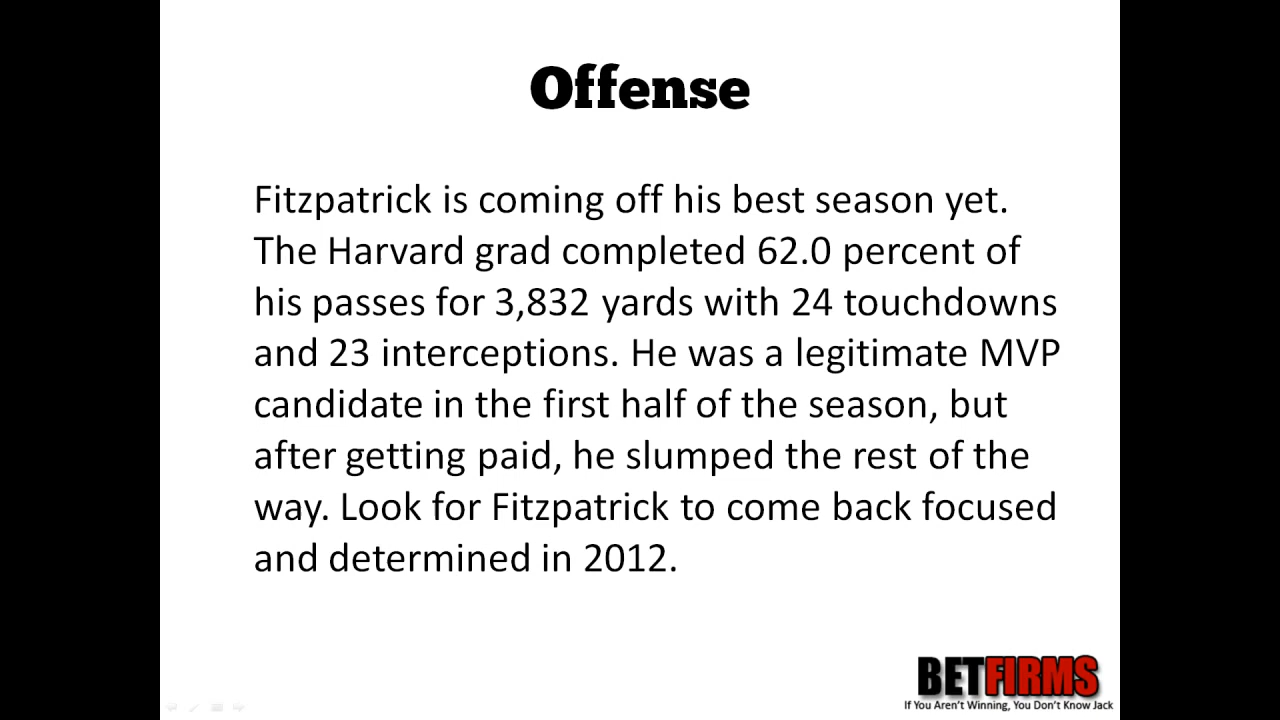 Offense
Fitzpatrick is coming off his best season yet.
The Harvard grad completed 62.0 percent of
his passes for 3,832 yards with 24 touchdowns
and 23 interceptions. He was a legitimate MVP
candidate in the first half of the season, but
after getting paid, he slumped the rest of the
way. Look for Fitzpatrick to come back focused
and determined in 2012.
BETFIRMS
If You Aren't Winning, You Don't Know Jack